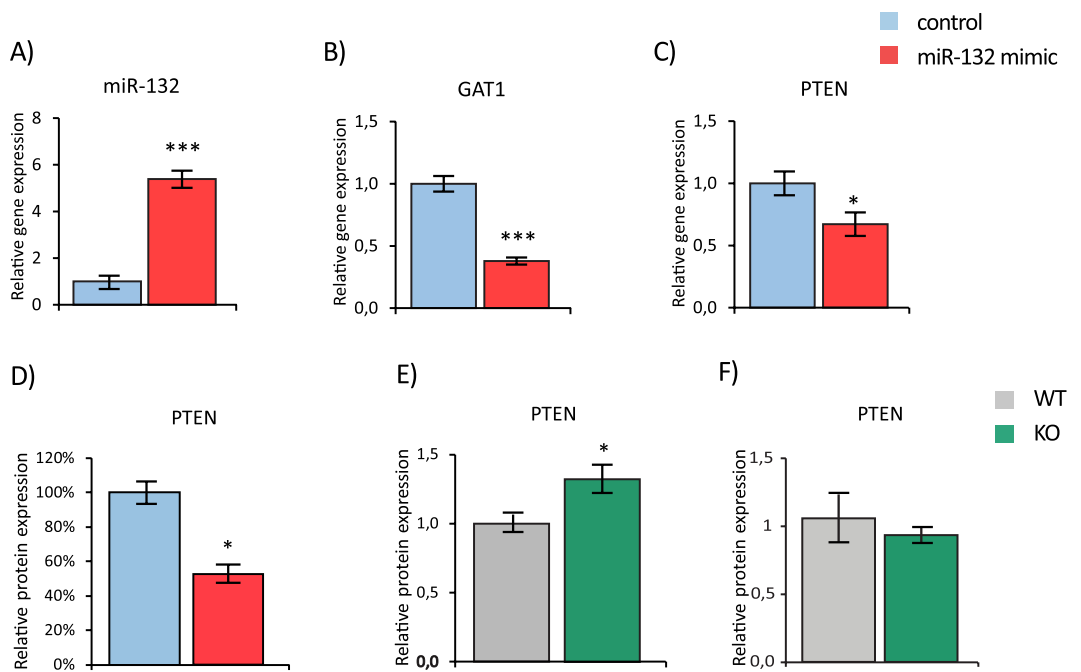 control
miR-132 mimic
A)
B)
C)
miR-132
GAT1
PTEN
Relative gene expression
8
6
4
2
0
***
Relative gene expression
1,5
1,0
0,5
0,0
***
Relative gene expression
1,5
1,0
0,5
0,0
*
D)
E)
F)
WT
KO
PTEN
PTEN
PTEN
Relative protein expression
120%
100%
80%
60%
40%
20%
0%
*
Relative protein expression
1,5
1,0
0,5
0,0
*
Relative protein expression
1,5
1
0,5
0,0